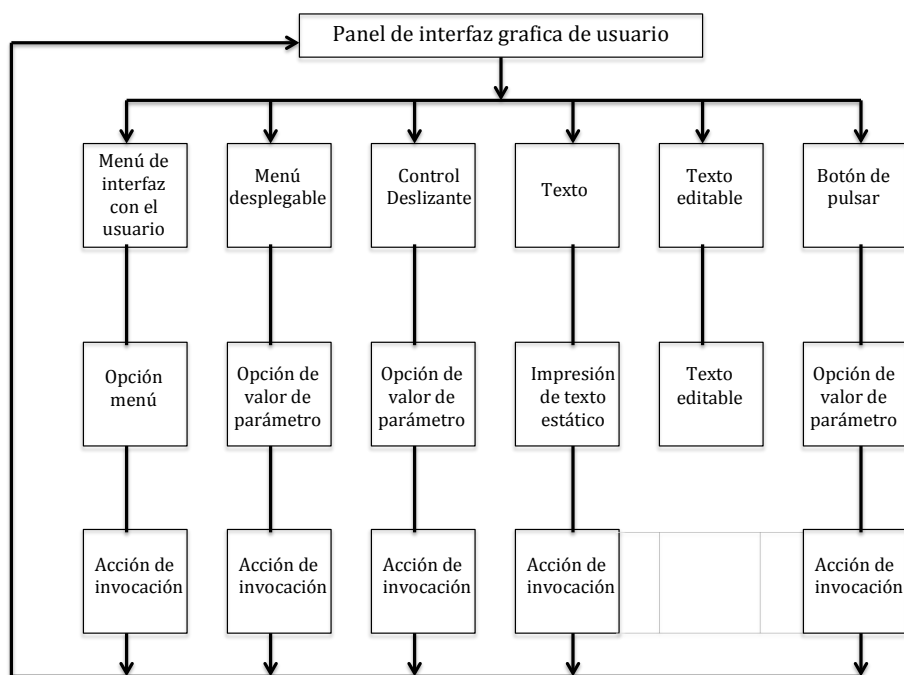 Panel de interfaz grafica de usuario
Menú de
interfaz
con el
usuario
Menú
desplegable
Control
Deslizante
Texto
Texto
editable
Botón de
pulsar
Opción
menú
Opción de
valor de
parámetro
Opción de
valor de
parámetro
Impresión
de texto
estático
Texto
editable
Opción de
valor de
parámetro
Acción de
invocación
Acción de
invocación
Acción de
invocación
Acción de
invocación
Acción de
invocación